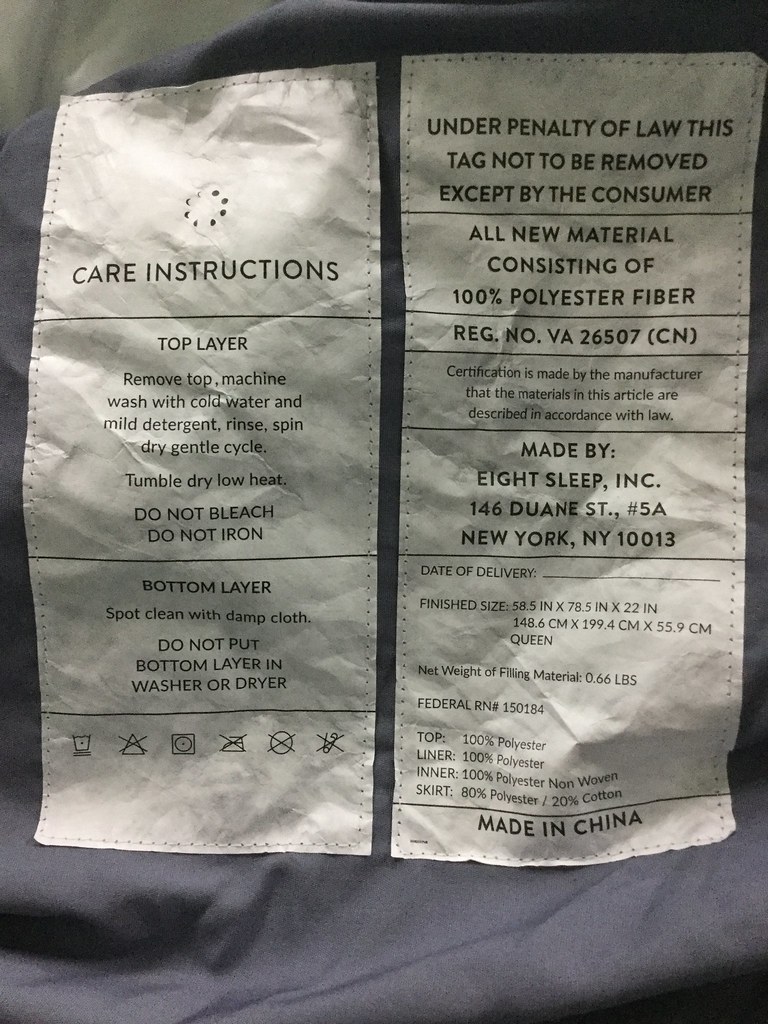 CARE INSTRUCTIONS
TOP LAYER
Remove top, machine
wash with cold water and
mild detergent, rinse, spin
dry gentle cycle.
Tumble dry low heat.
DO NOT BLEACH
DO NOT IRON
BOTTOM LAYER
Spot clean with damp cloth.
DO NOT PUT
BOTTOM LAYER IN
WASHER OR DRYER
UNDER PENALTY OF LAW THIS
TAG NOT TO BE REMOVED
EXCEPT BY THE CONSUMER
ALL NEW MATERIAL
CONSISTING OF
100% POLYESTER FIBER
REG. NO. VA 26507 (CN)
Certification is made by the manufacturer
that the materials in this article are
described in accordance with law.
MADE BY:
EIGHT SLEEP, INC.
146 DUANE ST., #5A
NEW YORK, NY 10013
DATE OF DELIVERY:
FINISHED SIZE: 58.5 IN X 78.5 IN X 22 IN
148.6 CM X 199.4 CM X 55.9 CM
QUEEN
Net Weight of Filling Material: 0.66 LBS
FEDERAL RN# 150184
TOP: 100% Polyester
LINER: 100% Polyester
INNER: 100% Polyester Non Woven
SKIRT: 80% Polyester / 20% Cotton
MADE IN CHINA